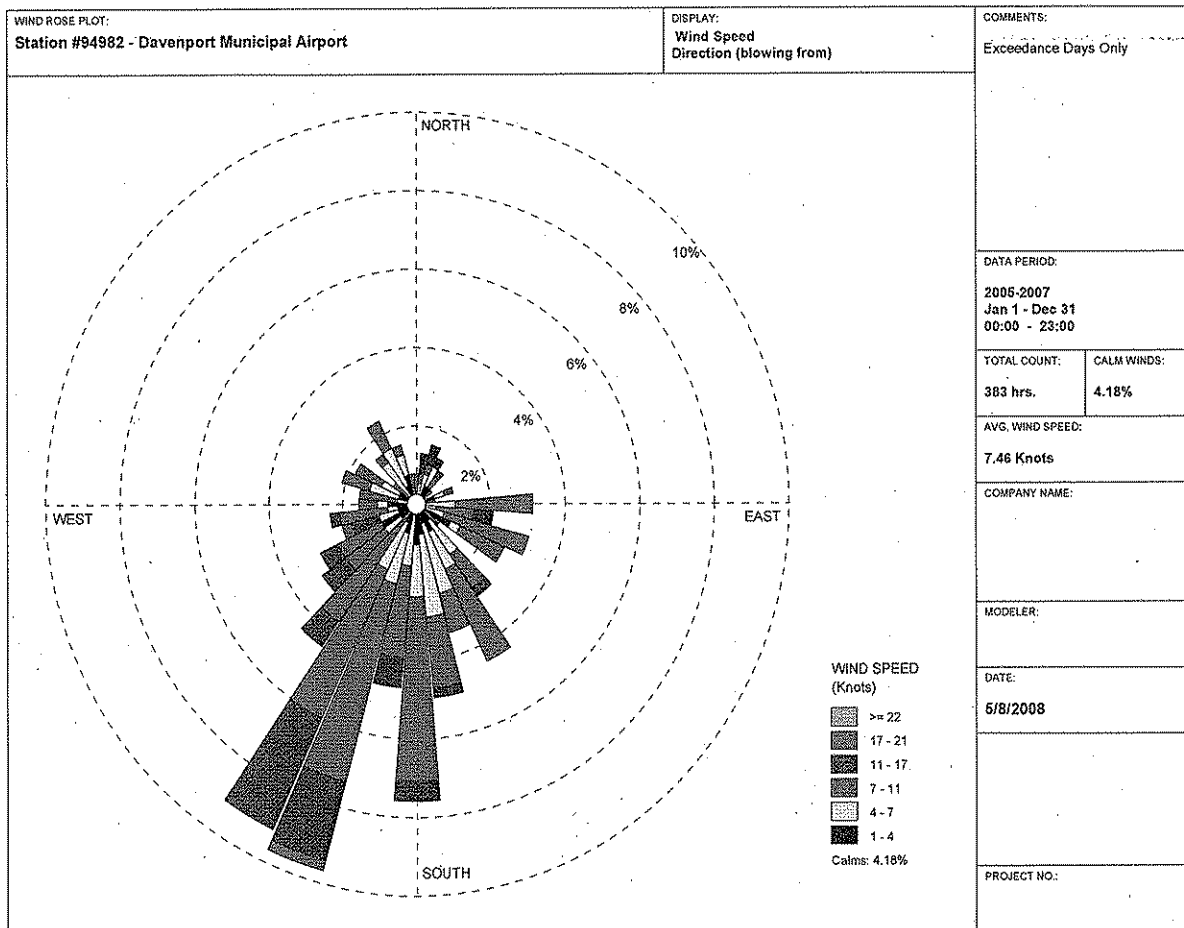 WIND ROSE PLOT:
Station #94982 - Davenport Municipal Airport
DISPLAY:
Wind Speed
Direction (blowing from)
COMMENTS:
Exceedance Days Only
NORTH
10%
8%
6%
4%
2%
WEST
EAST
SOUTH
WIND SPEED
(Knots)
>= 22
17 - 21
11 - 17
7 - 11
4 - 7
1 - 4
Calms: 4.18%
DATA PERIOD:
2005-2007
Jan 1 - Dec 31
00:00 - 23:00
TOTAL COUNT:
383 hrs.
CALM WINDS:
4.18%
AVG. WIND SPEED:
7.46 Knots
COMPANY NAME:
MODELER:
DATE:
5/8/2008
PROJECT NO.: